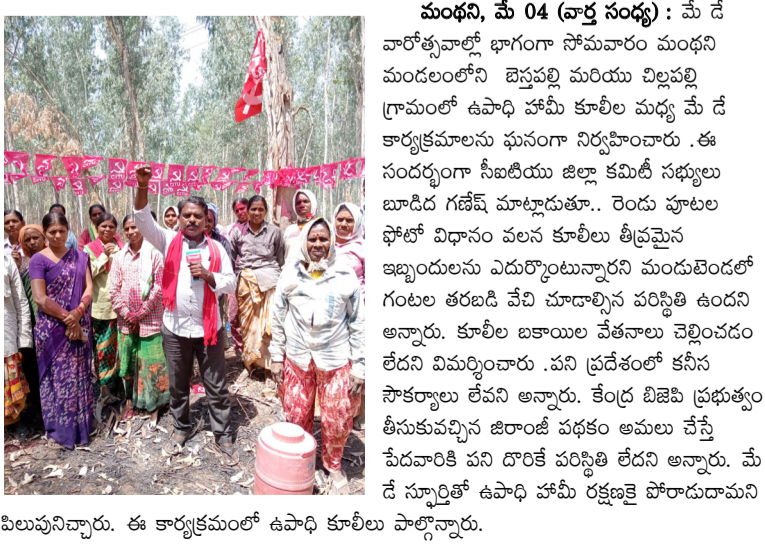 మంథని, మే 04 (వార్త సంధ్య) : మే డే
వారోత్సవాల్లో భాగంగా సోమవారం మంథని
మండలంలోని బెస్తపల్లి మరియు చిల్లపల్లి
గ్రామంలో ఉపాధి హామీ కూలీల మధ్య మే డే
కార్యక్రమాలను ఘనంగా నిర్వహించారు .ఈ
సందర్భంగా సీఐటియు జిల్లా కమిటీ సభ్యులు
బూడిద గణేష్ మాట్లాడుతూ.. రెండు పూటల
ఫోటో విధానం వలన కూలీలు తీవ్రమైన
ఇబ్బందులను ఎదుర్కొంటున్నారని మండుటెండలో
గంటల తరబడి వేచి చూడాల్సిన పరిస్థితి ఉందని
అన్నారు. కూలీల బకాయిల వేతనాలు చెల్లించడం
లేదని విమర్శించారు .పని ప్రదేశంలో కనీస
సౌకర్యాలు లేవని అన్నారు. కేంద్ర బిజెపి ప్రభుత్వం
తీసుకువచ్చిన జిరాంజీ పథకం అమలు చేస్తే
పేదవారికి పని దొరికే పరిస్థితి లేదని అన్నారు. మే
డే స్ఫూర్తితో ఉపాధి హామీ రక్షణకై పోరాడుదామని
పిలుపునిచ్చారు. ఈ కార్యక్రమంలో ఉపాధి కూలీలు పాల్గొన్నారు.